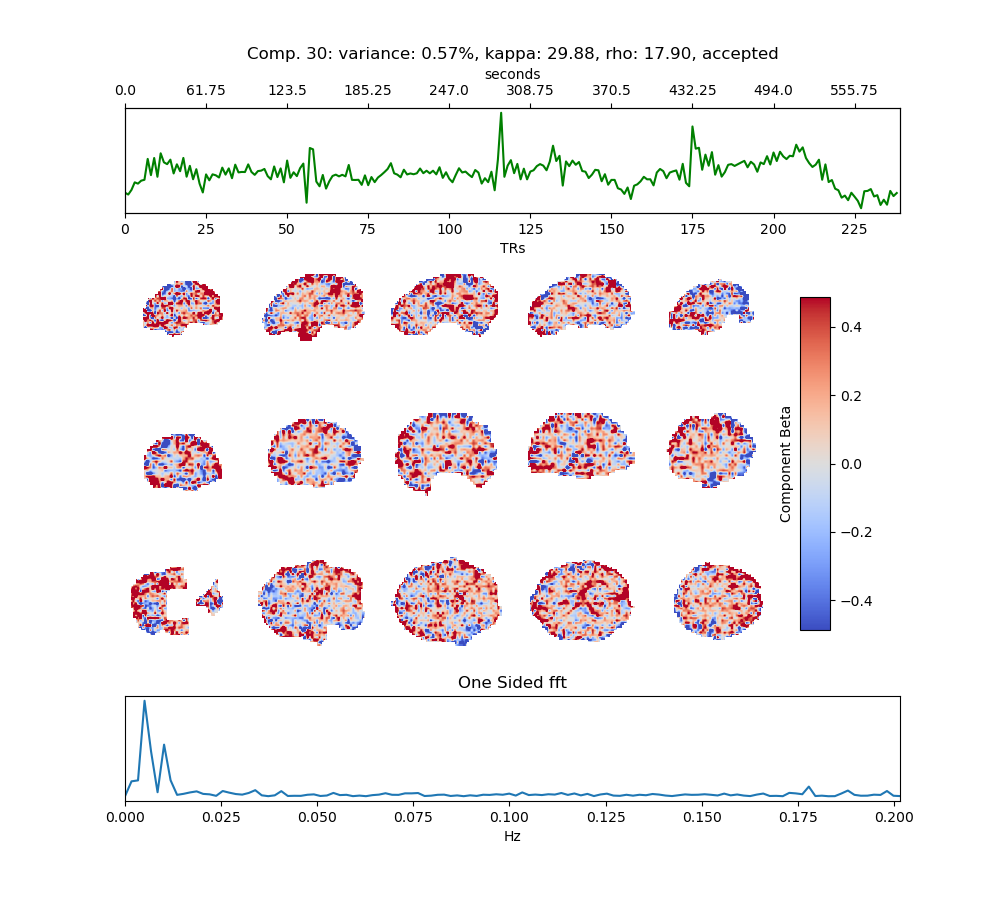 Comp. 30: variance: 0.57%, kappa: 29.88, rho: 17.90, accepted
seconds
0.0 61.75 123.5 185.25 247.0 308.75 370.5 432.25 494.0 555.75
0 25 50 75 100 125 150 175 200 225
TRs
0.4
0.2
0.0
−0.2
−0.4
Component Beta
One Sided fft
0.000 0.025 0.050 0.075 0.100 0.125 0.150 0.175 0.200
Hz